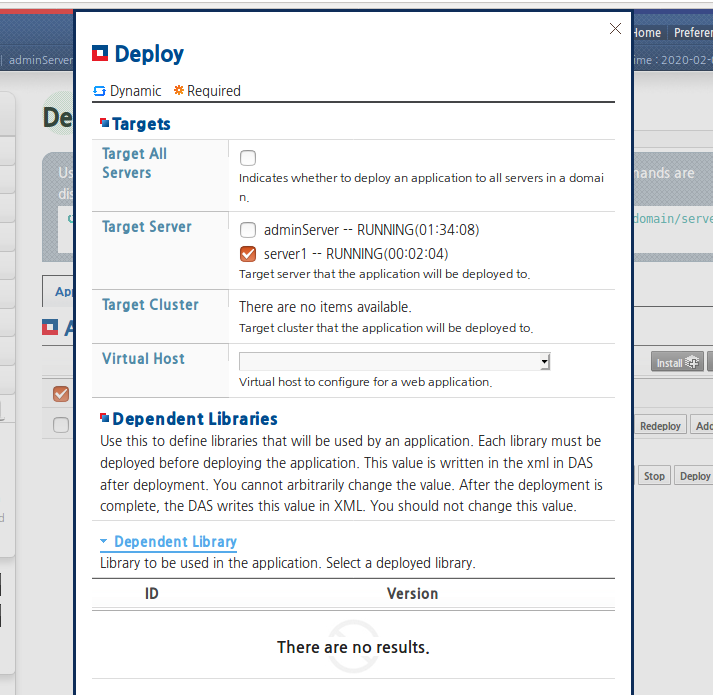 Home
Preferen
adminServer
ime : 2020-02-0
De
Us
dis
nands are
domain/serve
App
A
Install
Redeploy
Add
Stop
Deploy
Deploy
Dynamic
Required
Targets
Target All Servers
Indicates whether to deploy an application to all servers in a domai
n.
Target Server
adminServer -- RUNNING(01:34:08)
server1 -- RUNNING(00:02:04)
Target server that the application will be deployed to.
Target Cluster
There are no items available.
Target cluster that the application will be deployed to.
Virtual Host
Virtual host to configure for a web application.
Dependent Libraries
Use this to define libraries that will be used by an application. Each library must be
deployed before deploying the application. This value is written in the xml in DAS
after deployment. You cannot arbitrarily change the value. After the deployment is
complete, the DAS writes this value in XML. You should not change this value.
Dependent Library
Library to be used in the application. Select a deployed library.
ID
Version
There are no results.